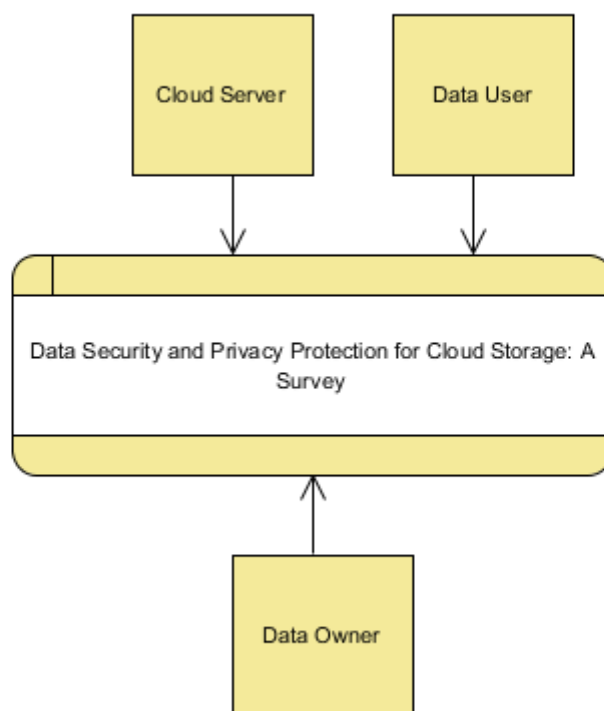 Cloud Server
Data User
Data Security and Privacy Protection for Cloud Storage: A
Survey
Data Owner